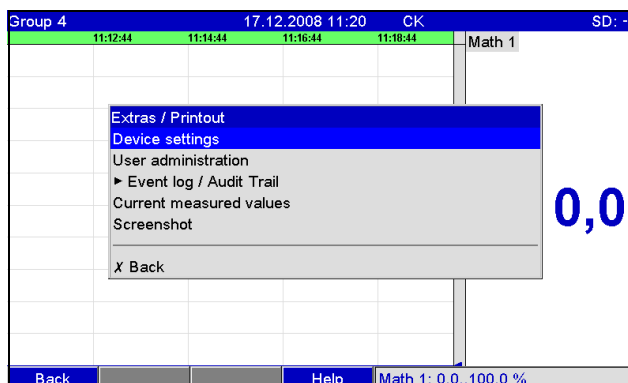 Group 4 17.12.2008 11:20 CK SD: -
11:12:44 11:14:44 11:16:44 11:18:44
Math 1
Extras / Printout
Device settings
User administration
► Event log / Audit Trail
Current measured values
Screenshot
0,0
✗ Back
Back Help Math 1: 0,0..100,0 %